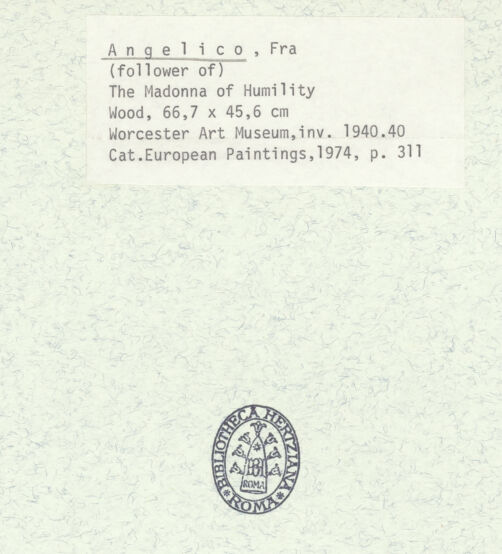 Angelico, Fra
(follower of)
The Madonna of Humility
Wood, 66,7 x 45,6 cm
Worcester Art Museum,inv. 1940.40
Cat.European Paintings,1974, p. 311
BIBLIOTHECA HERTZIANA
BH
ROMA
* ROMA *